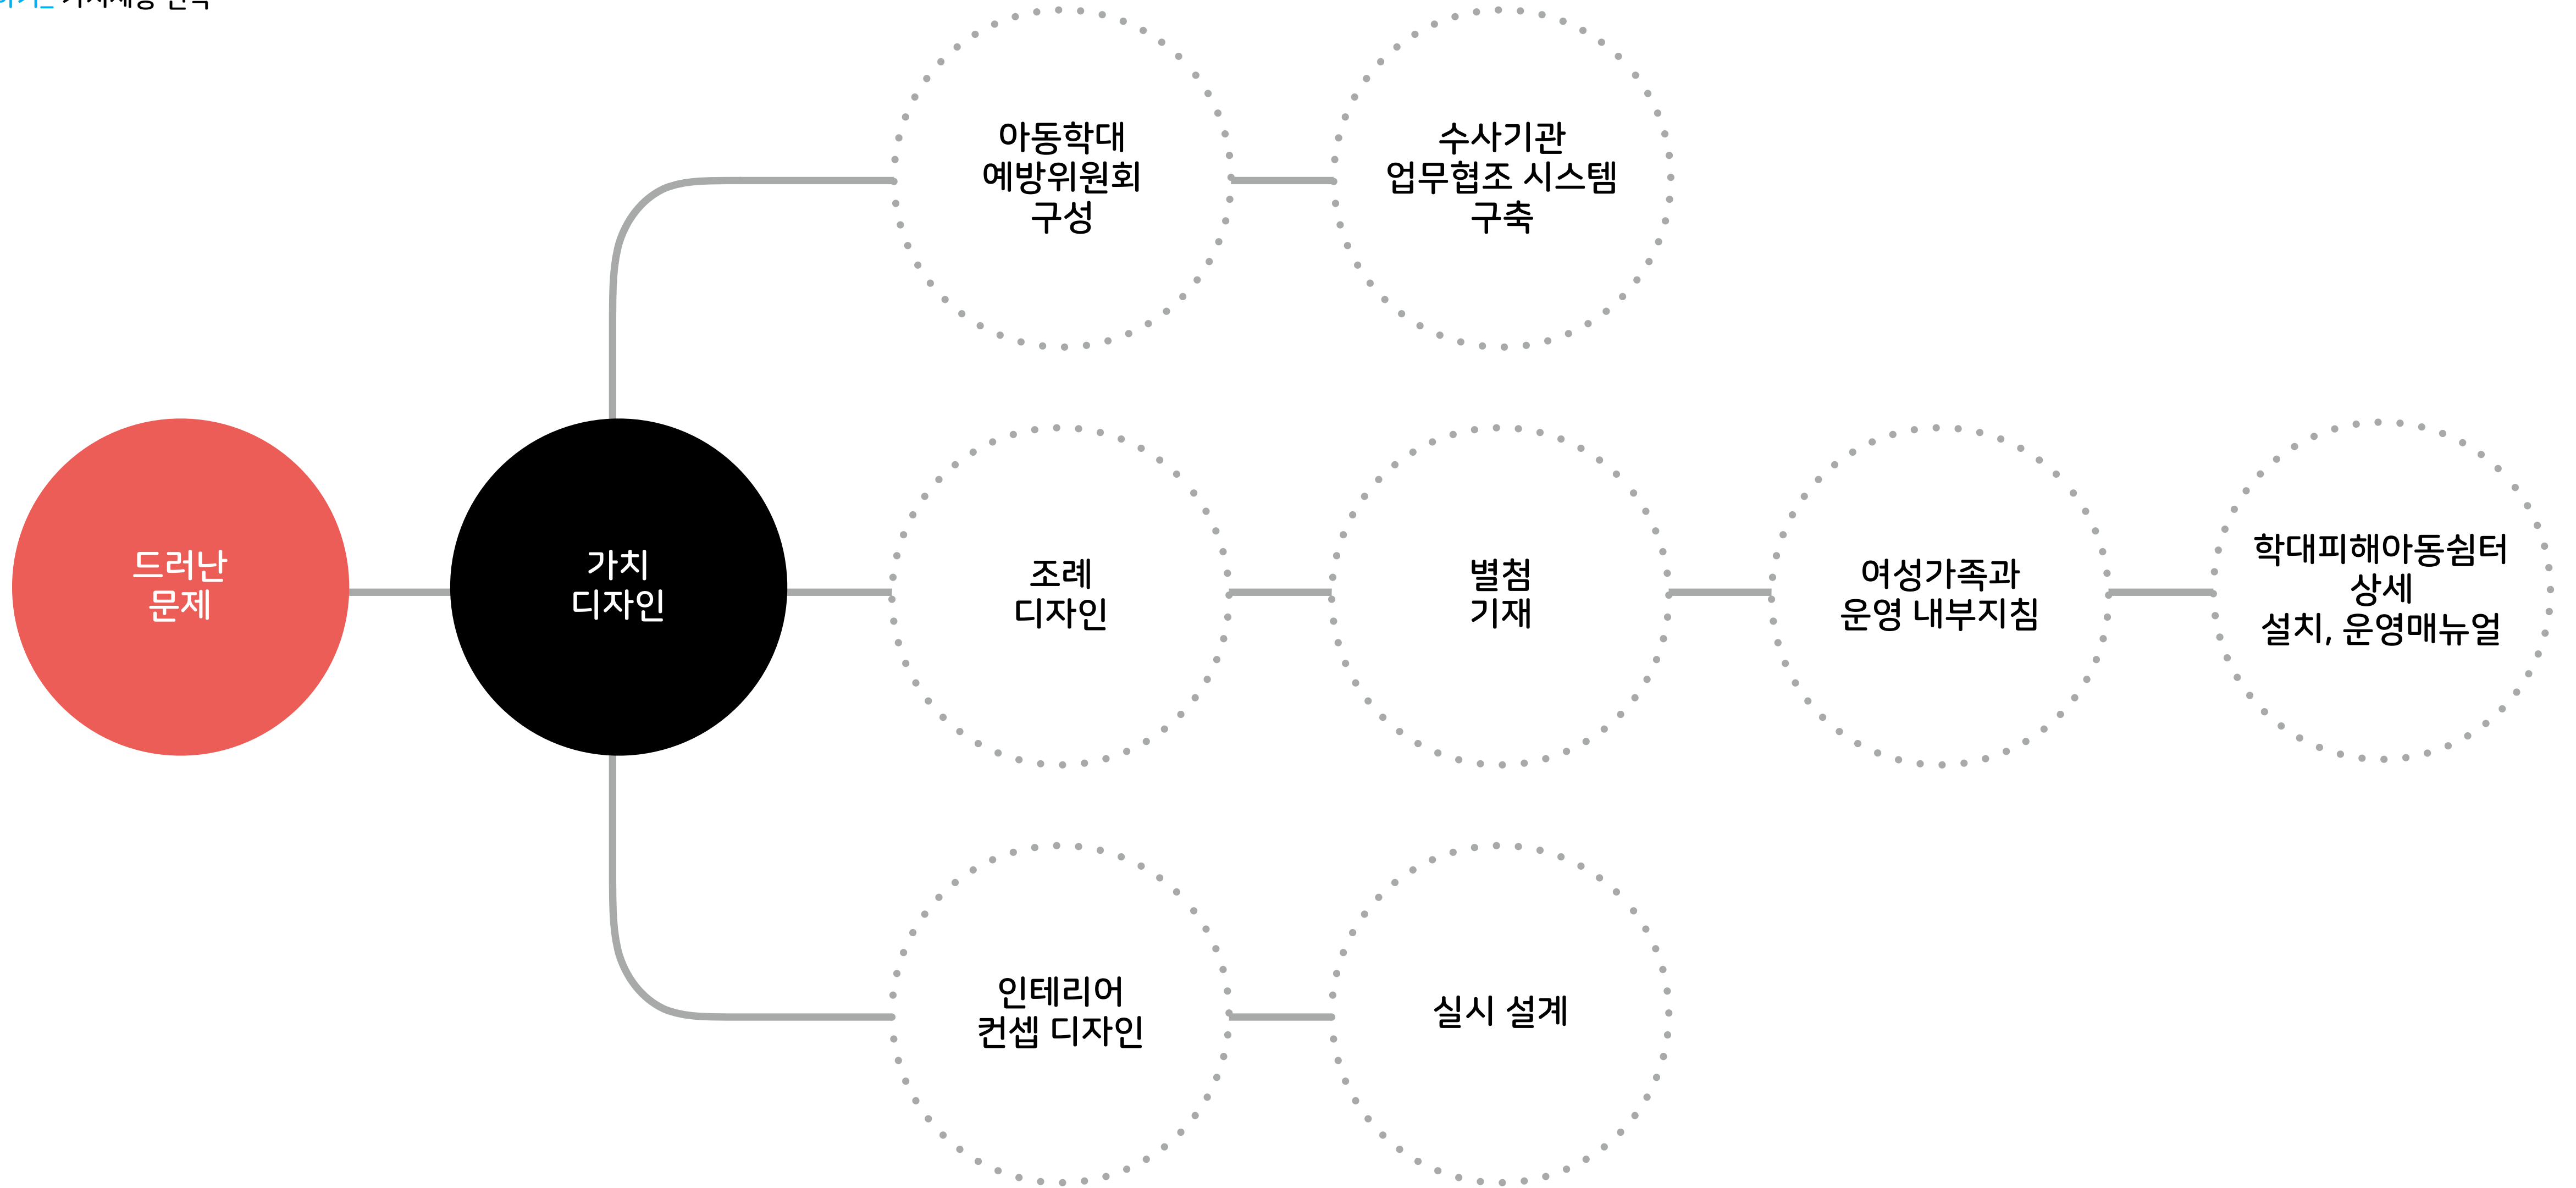 드러난
문제
가치
디자인
아동학대
예방위원회
구성
수사기관
업무협조 시스템
구축
조례
디자인
별첨
기재
여성가족과
운영 내부지침
학대피해아동쉼터
상세
설치, 운영매뉴얼
인테리어
컨셉 디자인
실시 설계